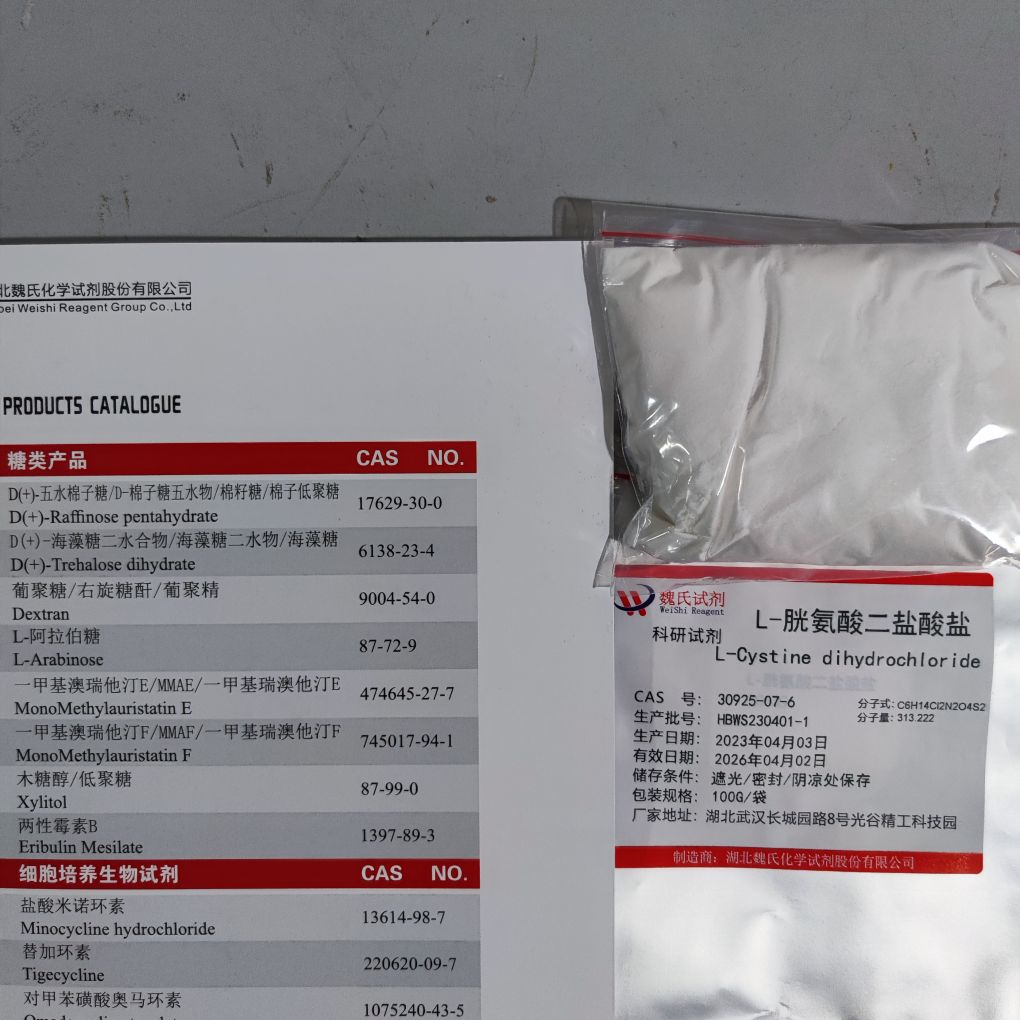 北魏氏化学试剂股份有限公司
bei Weishi Reagent Group Co.,Ltd
PRODUCTS CATALOGUE
糖类产品 CAS NO.
D(+)-五水棉子糖/D-棉子糖五水物/棉籽糖/棉子低聚糖
D(+)-Raffinose pentahydrate 17629-30-0
D(+)-海藻糖二水合物/海藻糖二水物/海藻糖
D(+)-Trehalose dihydrate 6138-23-4
葡聚糖/右旋糖酐/葡聚精
Dextran 9004-54-0
L-阿拉伯糖
L-Arabinose 87-72-9
一甲基澳瑞他汀E/MMAE/一甲基瑞澳他汀E
MonoMethylauristatin E 474645-27-7
一甲基澳瑞他汀F/MMAF/一甲基瑞澳他汀F
MonoMethylauristatin F 745017-94-1
木糖醇/低聚糖
Xylitol 87-99-0
两性霉素B
Eribulin Mesilate 1397-89-3
细胞培养生物试剂 CAS NO.
盐酸米诺环素
Minocycline hydrochloride 13614-98-7
替加环素
Tigecycline 220620-09-7
对甲苯磺酸奥马环素
1075240-43-5
魏氏试剂
WeiShi Reagent
科研试剂
L-胱氨酸二盐酸盐
L-Cystine dihydrochloride
CAS 号: 30925-07-6 分子式: C6H14Cl2N2O4S2
生产批号: HBWS230401-1 分子量: 313.222
生产日期: 2023年04月03日
有效日期: 2026年04月02日
储存条件: 遮光/密封/阴凉处保存
包装规格: 100G/袋
厂家地址: 湖北武汉长城园路8号光谷精工科技园
制造商: 湖北魏氏化学试剂股份有限公司